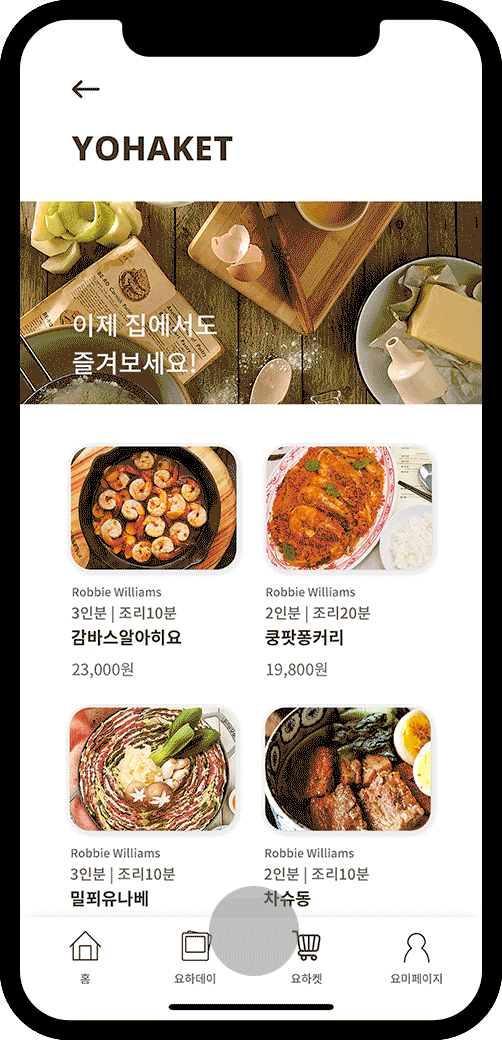 YOHAKET
이제 집에서도
즐겨보세요!
Robbie Williams
3인분 | 조리10분
감바스알아히요
23,000원
Robbie Williams
2인분 | 조리20분
쿵팟퐁커리
19,800원
Robbie Williams
3인분 | 조리10분
밀푀유나베
Robbie Williams
2인분 | 조리10분
차슈동
홈
요하데이
요하켓
요미페이지